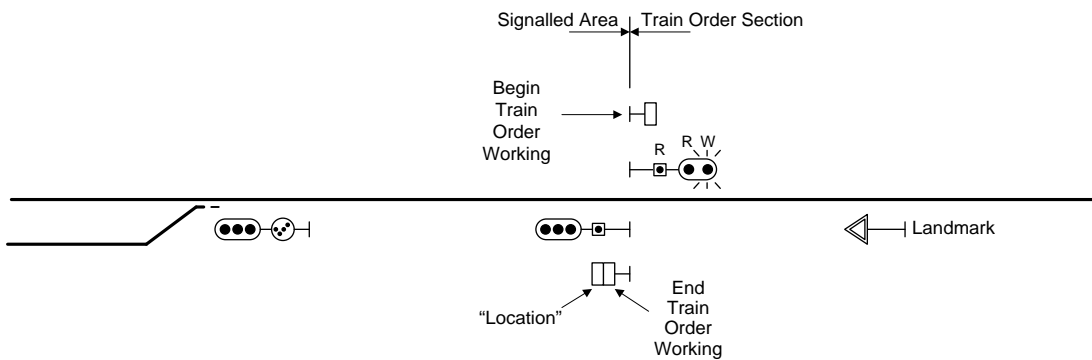 Signalled Area
Train Order Section
Begin
Train
Order
Working
R
R W
Landmark
"Location"
End
Train
Order
Working